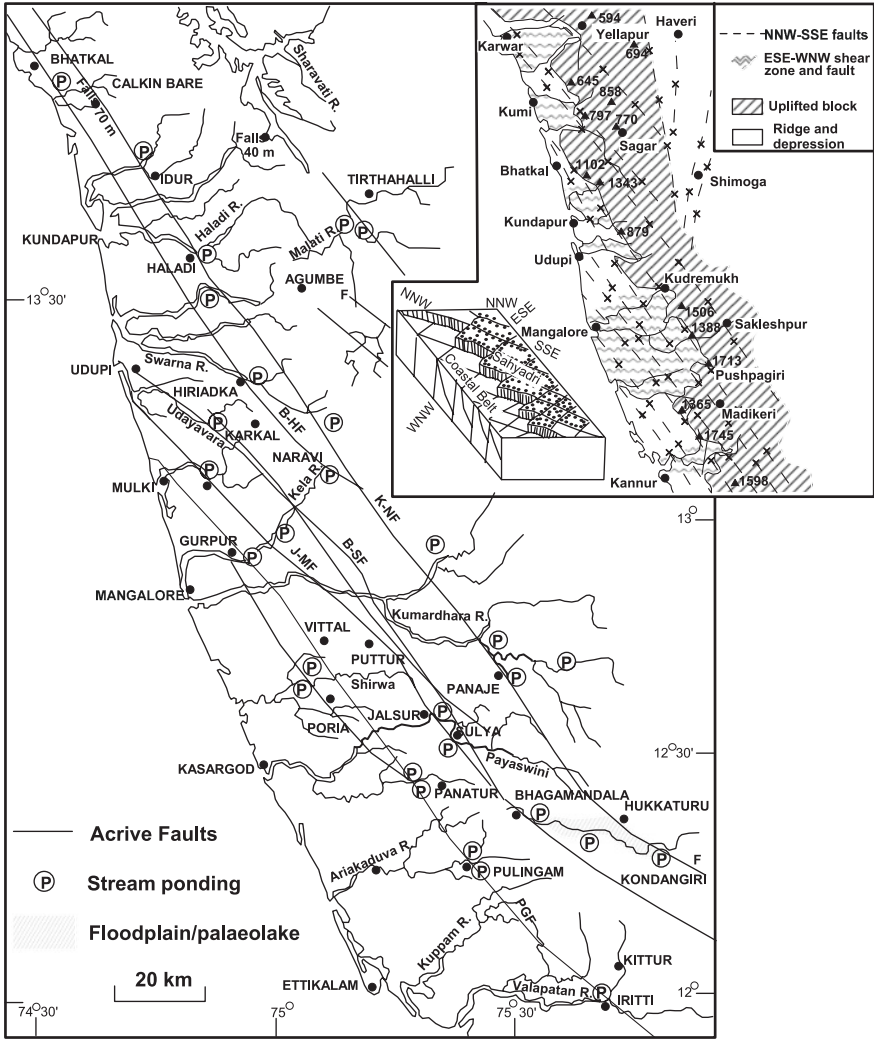 BHATKAL
P
CALKIN BARE
Falls 70 m
Sharavati R.
Falls
40 m
P
IDUR
TIRTHAHALLI
Haladi R.
Malati R.
P
P
KUNDAPUR
HALADI
P
AGUMBE
P
F
13 30'
Swarna R.
UDUPI
HIRIADKA
P
B-HF
Udayavara
P
KARKAL
P
NARAVI
Kela R.
P
MULKI
P
K-NF
13
GURPUR
P
P
J-MF
B-SF
P
MANGALORE
Kumardhara R.
VITTAL
PUTTUR
P
P
P
Shirwa
P
PANAJE
P
PORIA
JALSUR
P
SULYA
P
Payaswini
12 30'
KASARGOD
P
P
PANATUR
BHAGAMANDALA
P
HUKKATURU
P
P
F
KONDANGIRI
Ariakaduva R.
P
P
PULINGAM
PGF
Kuppam R.
KITTUR
ETTIKALAM
Valapatan R.
P
IRITTI
12
Acrive Faults
P
Stream ponding
Floodplain/palaeolake
20 km
74 30'
75
75 30'
594
Haveri
Yellapur
Karwar
694
645
858
Kumi
797
770
Sagar
Bhatkal
1102
1343
Shimoga
Kundapur
879
Udupi
Kudremukh
1506
Mangalore
1388
Sakleshpur
1713
Pushpagiri
1365
Madikeri
1745
Kannur
1598
NNW-SSE faults
ESE-WNW shear
zone and fault
Uplifted block
Ridge and
depression
NNW
NNW
ESE
SSE
Sahyadri
Coastal Belt
WNW